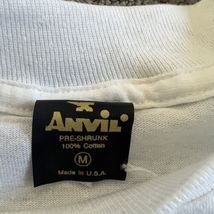 ANVIL®
PRE-SHRUNK
100% Cotton
M
Made in U.S.A.